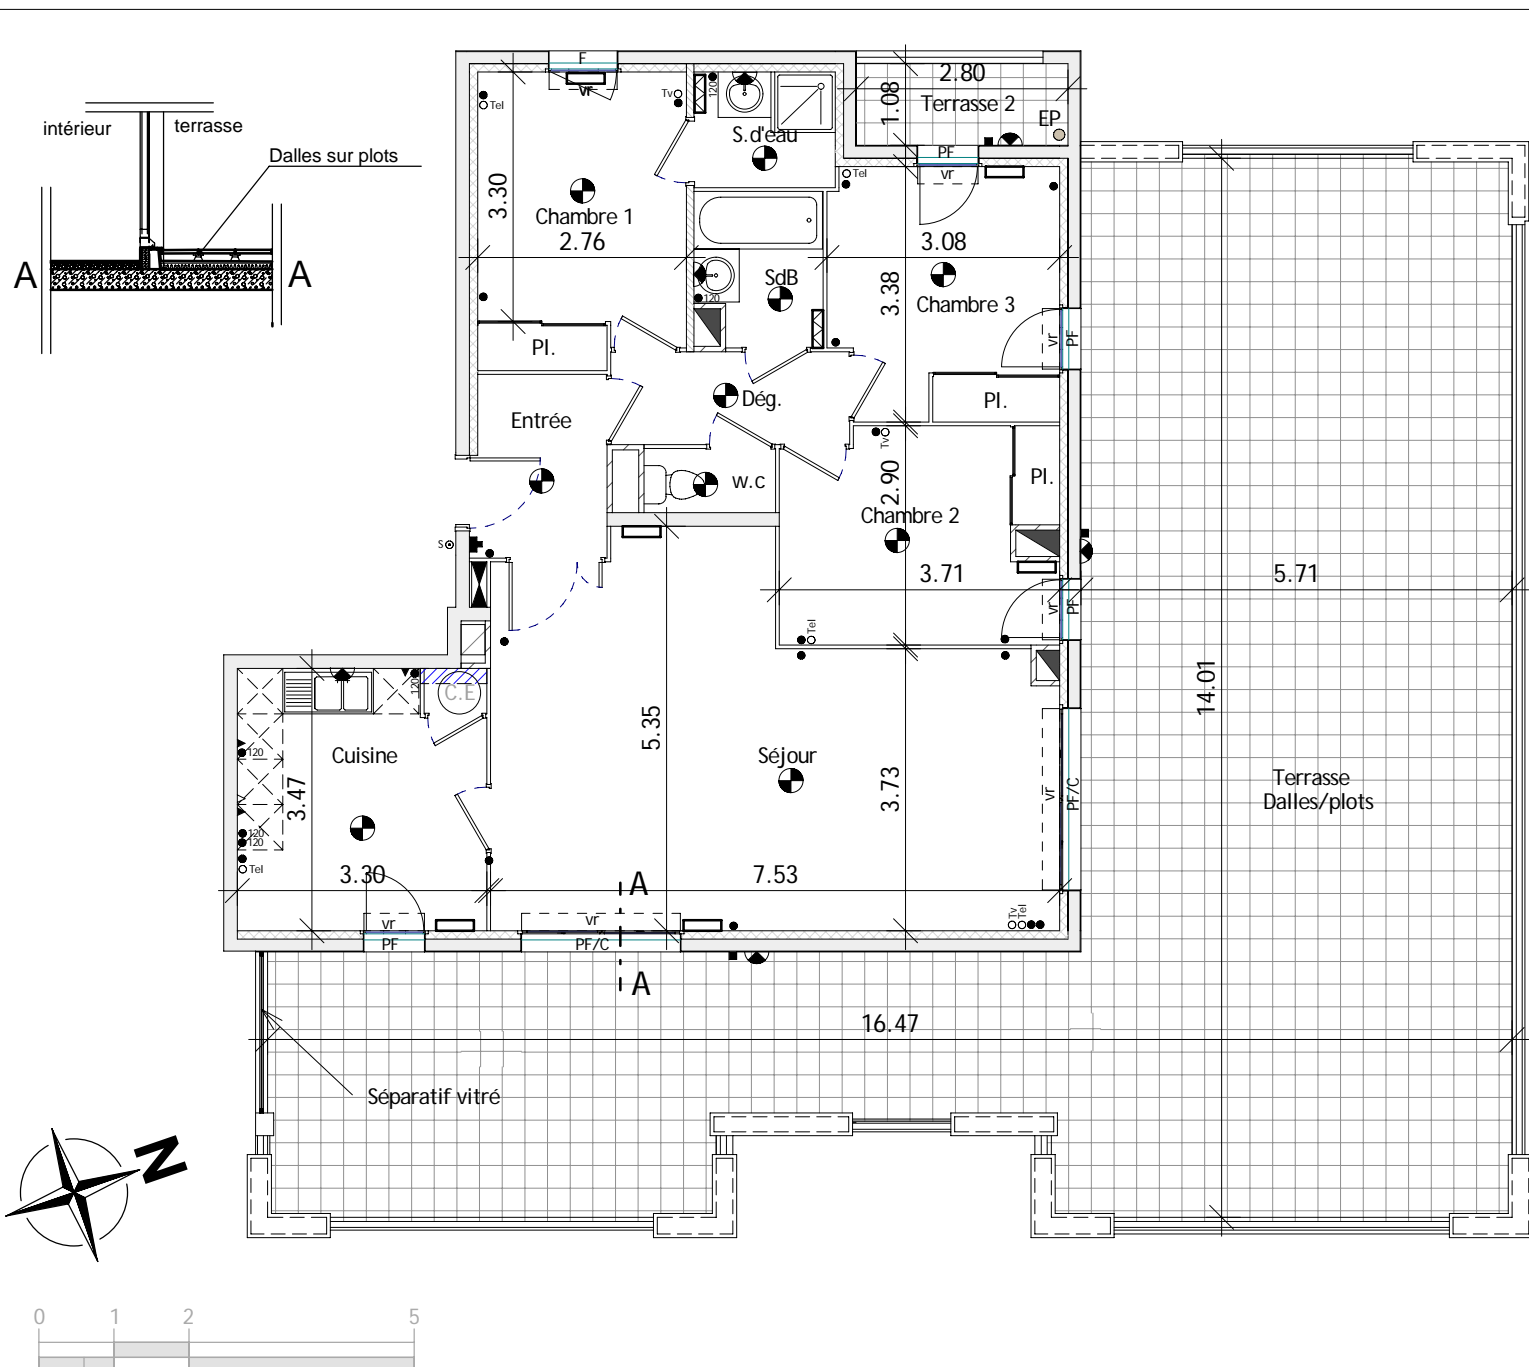 intérieur
terrasse
Dalles sur plots
A
A
F
vr
Tel
Tv
120
S.d'eau
3.30
Chambre 1
2.76
2.80
1.08
Terrasse 2
EP
PF
vr
Tel
3.08
SdB
120
3.38
Chambre 3
vr
PF
Pl.
Entrée
Dég.
Pl.
Tv
w.c
2.90
Pl.
Chambre 2
S
3.71
vr
PF
5.71
Tel
C.E
120
14.01
5.35
Cuisine
120
Séjour
3.47
3.73
vr
PF/C
Terrasse
Dalles/plots
120
120
Tel
3.30
7.53
A
vr
PF
vr
PF/C
Tv
Tel
A
16.47
Séparatif vitré
N
0 1 2 5